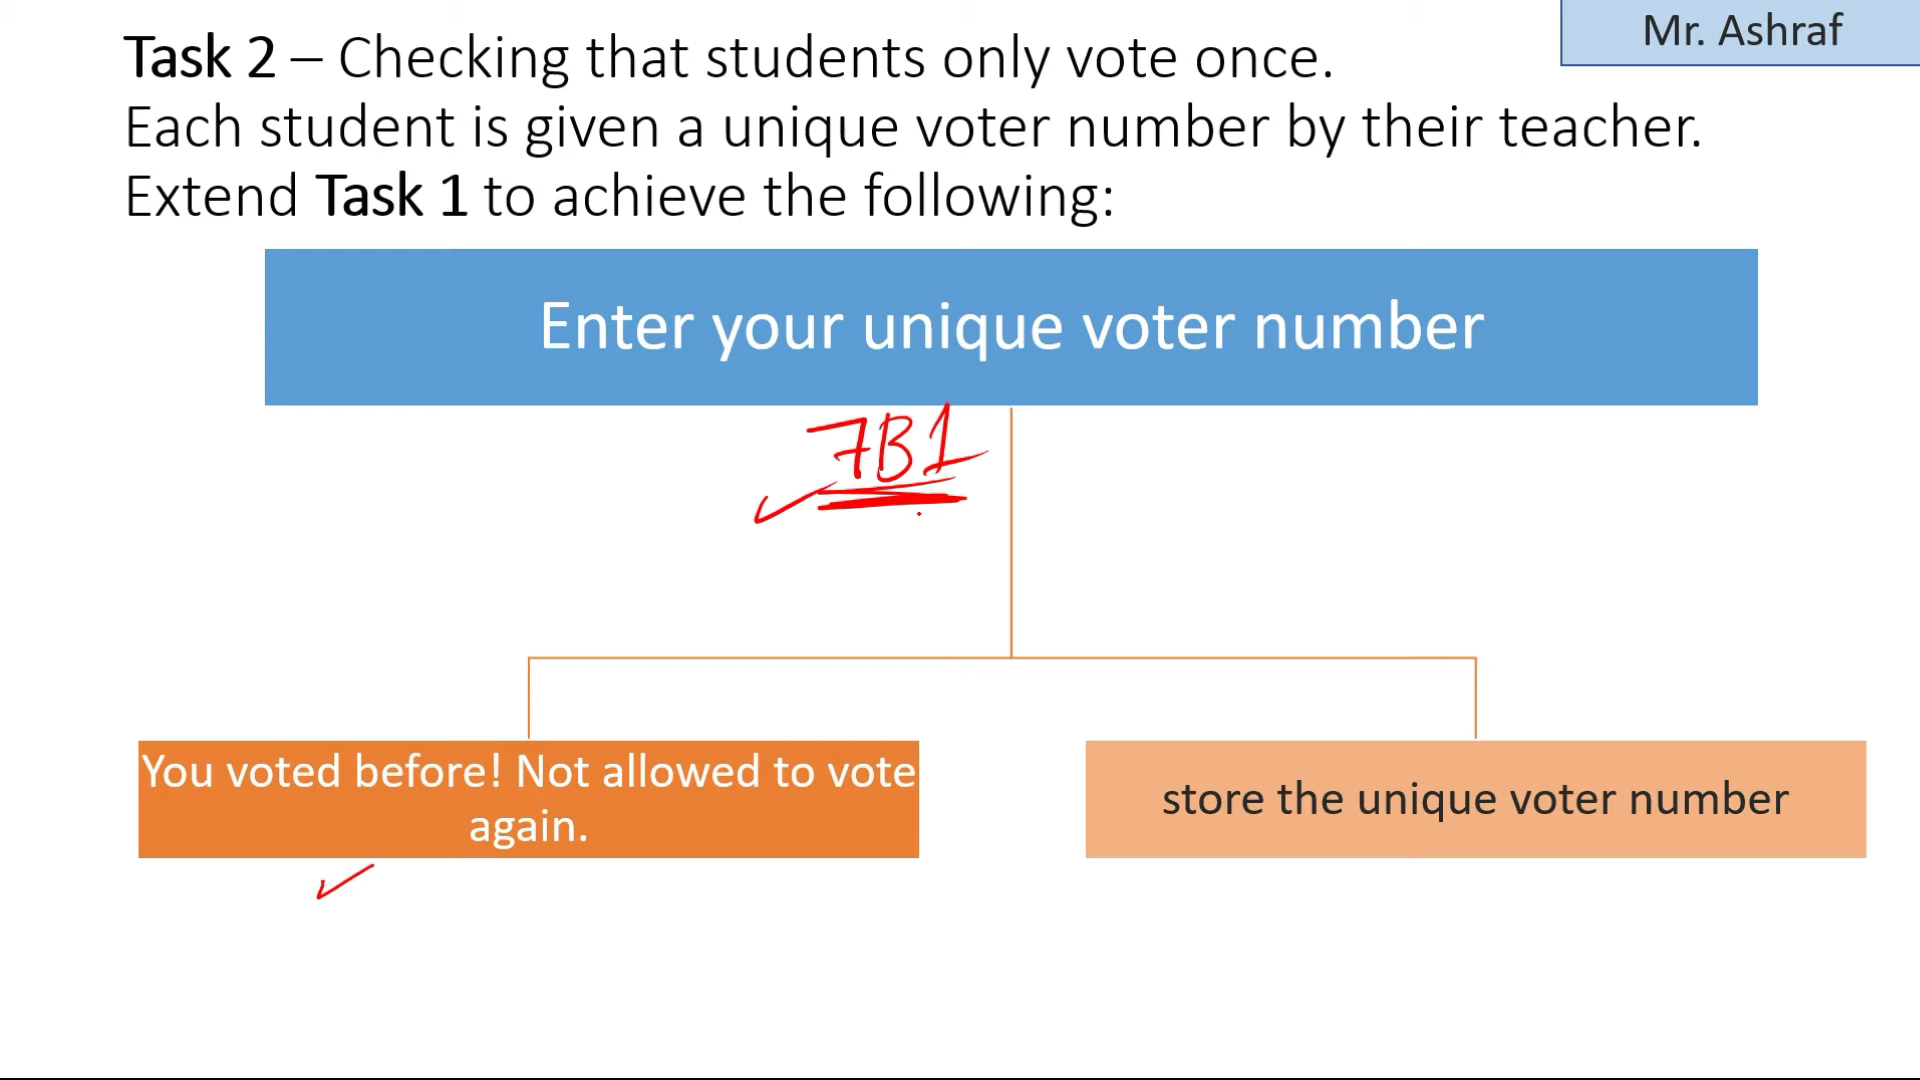 Mr. Ashraf
Task 2 – Checking that students only vote once.
Each student is given a unique voter number by their teacher.
Extend Task 1 to achieve the following:
Enter your unique voter number
7B1
You voted before! Not allowed to vote
again.
store the unique voter number